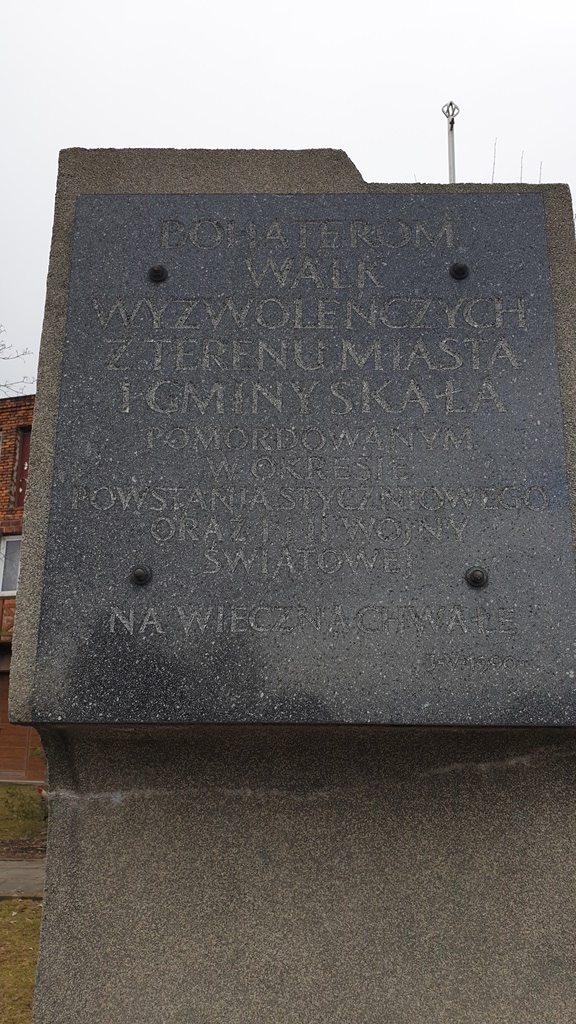 BOHATEROM
WALK
WYZWOLEŃCZYCH
Z TERENU MIASTA
I GMINY SKAŁA
POMORDOWANYM
W OKRESIE
POWSTANIA STYCZNIOWEGO
ORAZ I i II WOJNY
ŚWIATOWEJ
NA WIECZNĄ CHWAŁĘ